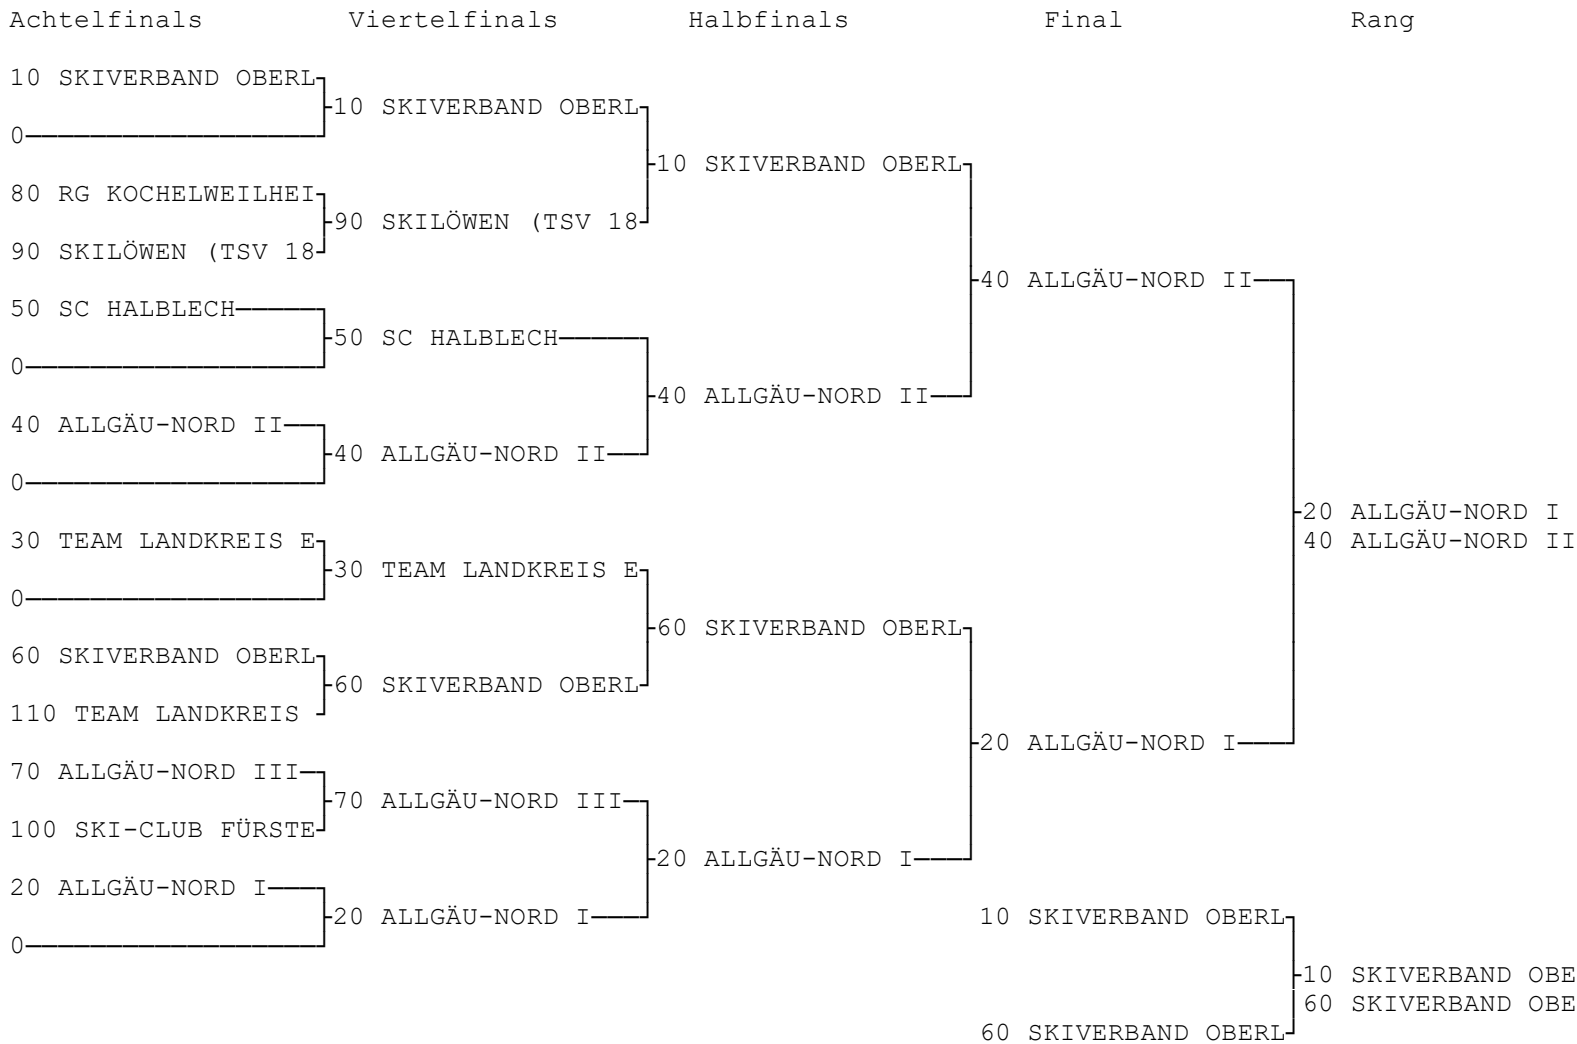 Achtelfinals Viertelfinals Halbfinals Final Rang
10 SKIVERBAND OBERL
10 SKIVERBAND OBERL
0
10 SKIVERBAND OBERL
80 RG KOCHELWEILHEI
90 SKILÖWEN (TSV 18
90 SKILÖWEN (TSV 18
40 ALLGÄU-NORD II
50 SC HALBLECH
50 SC HALBLECH
0
40 ALLGÄU-NORD II
40 ALLGÄU-NORD II
40 ALLGÄU-NORD II
0
20 ALLGÄU-NORD I
30 TEAM LANDKREIS E
40 ALLGÄU-NORD II
30 TEAM LANDKREIS E
0
60 SKIVERBAND OBERL
60 SKIVERBAND OBERL
60 SKIVERBAND OBERL
110 TEAM LANDKREIS
20 ALLGÄU-NORD I
70 ALLGÄU-NORD III
70 ALLGÄU-NORD III
100 SKI-CLUB FÜRSTE
20 ALLGÄU-NORD I
20 ALLGÄU-NORD I
20 ALLGÄU-NORD I
10 SKIVERBAND OBERL
0
10 SKIVERBAND OBE
60 SKIVERBAND OBE
60 SKIVERBAND OBERL